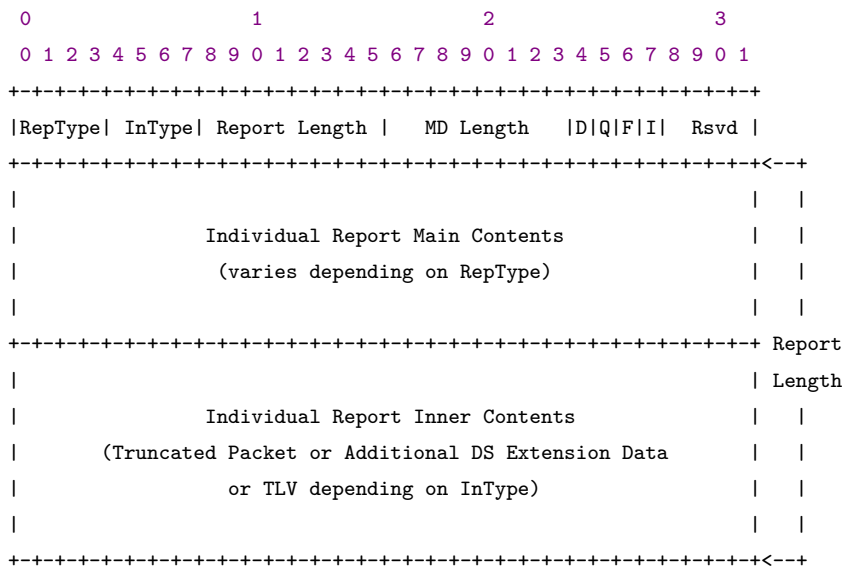 0                   1                   2                   3
 0 1 2 3 4 5 6 7 8 9 0 1 2 3 4 5 6 7 8 9 0 1 2 3 4 5 6 7 8 9 0 1
+-+-+-+-+-+-+-+-+-+-+-+-+-+-+-+-+-+-+-+-+-+-+-+-+-+-+-+-+-+-+-+-+
|RepType| InType| Report Length |   MD Length   |D|Q|F|I|  Rsvd |
+-+-+-+-+-+-+-+-+-+-+-+-+-+-+-+-+-+-+-+-+-+-+-+-+-+-+-+-+-+-+-+-+<--+
|                                                               |   |
|                Individual Report Main Contents                |   |
|                 (varies depending on RepType)                 |   |
|                                                               |   |
+-+-+-+-+-+-+-+-+-+-+-+-+-+-+-+-+-+-+-+-+-+-+-+-+-+-+-+-+-+-+-+-+ Report
|                                                               | Length
|                Individual Report Inner Contents               |   |
|       (Truncated Packet or Additional DS Extension Data       |   |
|                  or TLV depending on InType)                  |   |
|                                                               |   |
+-+-+-+-+-+-+-+-+-+-+-+-+-+-+-+-+-+-+-+-+-+-+-+-+-+-+-+-+-+-+-+-+<--+